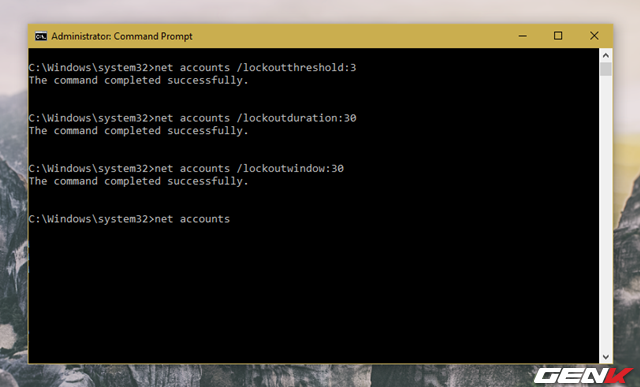 Administrator: Command Prompt
C:\Windows\system32>net accounts /lockoutthreshold:3
The command completed successfully.
C:\Windows\system32>net accounts /lockoutduration:30
The command completed successfully.
C:\Windows\system32>net accounts /lockoutwindow:30
The command completed successfully.
C:\Windows\system32>net accounts
GENK